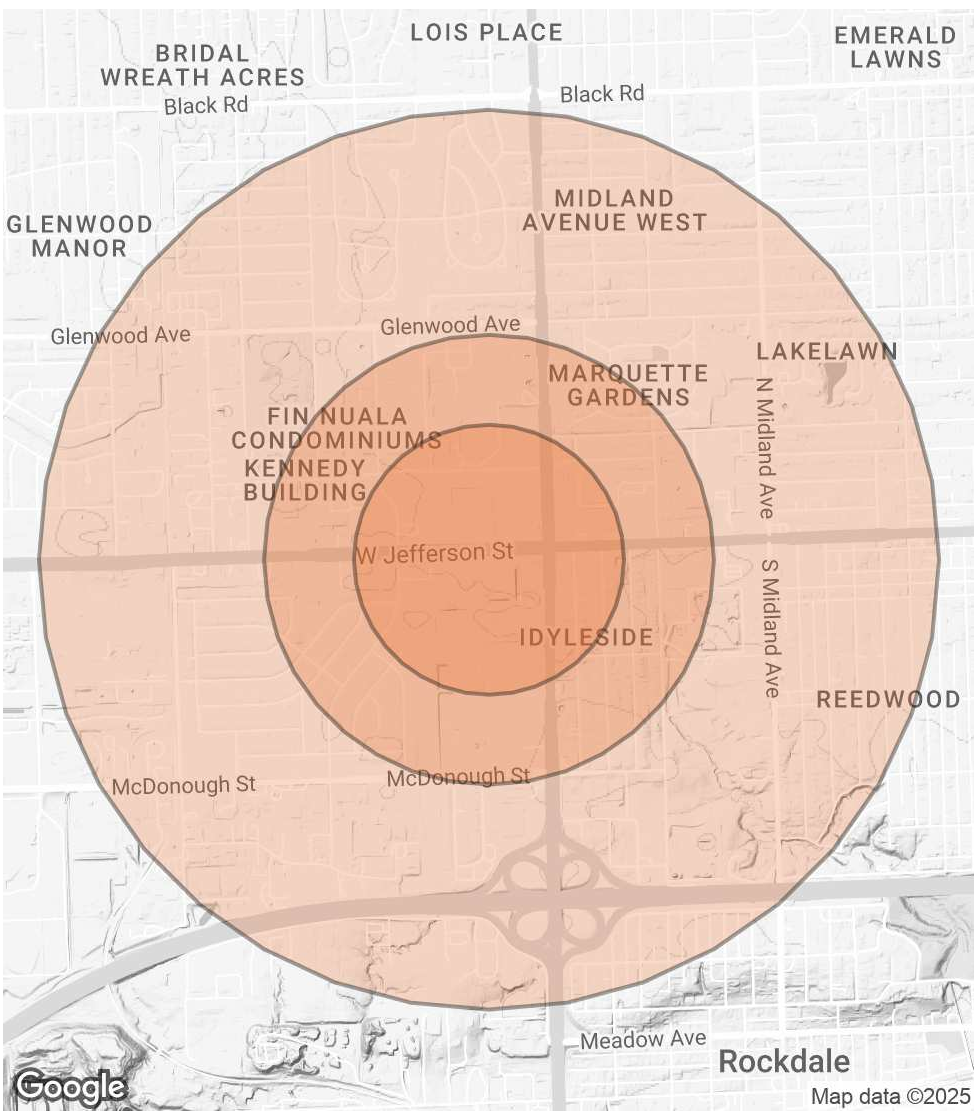 LOIS PLACE
EMERALD
LAWNS
BRIDAL
WREATH ACRES
Black Rd
Black Rd
MIDLAND
AVENUE WEST
GLENWOOD
MANOR
Glenwood Ave
Glenwood Ave
LAKELAWN
MARQUETTE
GARDENS
N Midland Ave
FIN NUALA
CONDOMINIUMS
KENNEDY
BUILDING
W Jefferson St
S Midland Ave
IDYLESIDE
REEDWOOD
McDonough St
McDonough St
Meadow Ave
Rockdale
Google
Map data ©2025